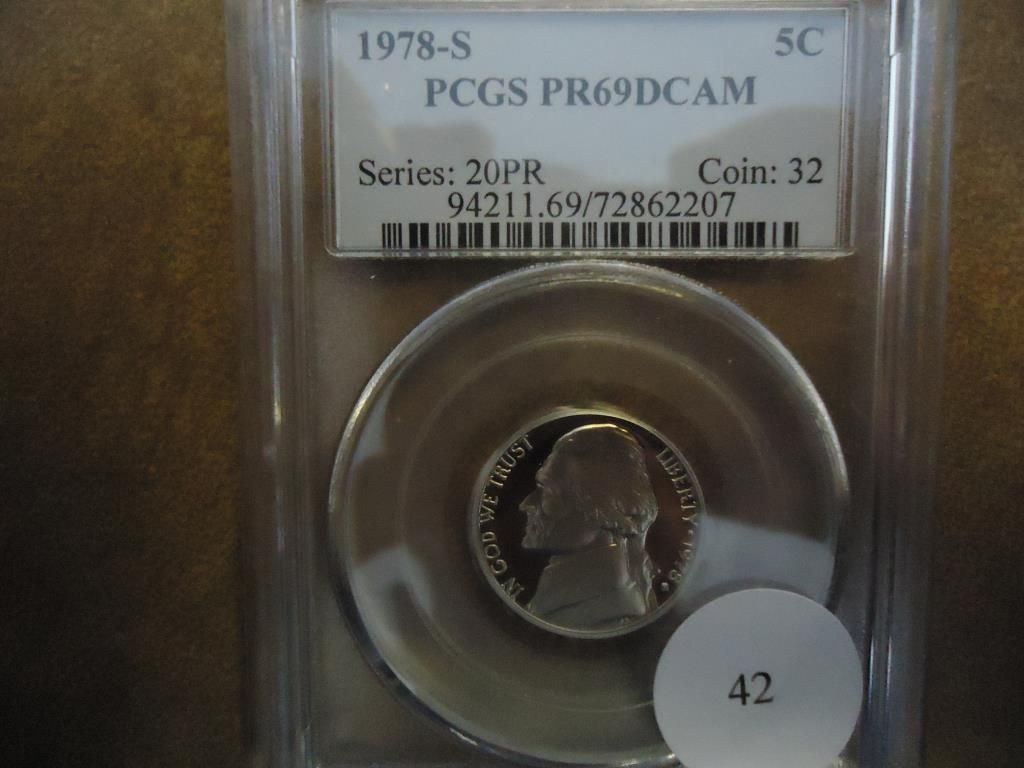 1978-S 5C
PCGS PR69DCAM
Series: 20PR Coin: 32
94211.69/72862207
IN GOD WE TRUST
LIBERTY 1978
42